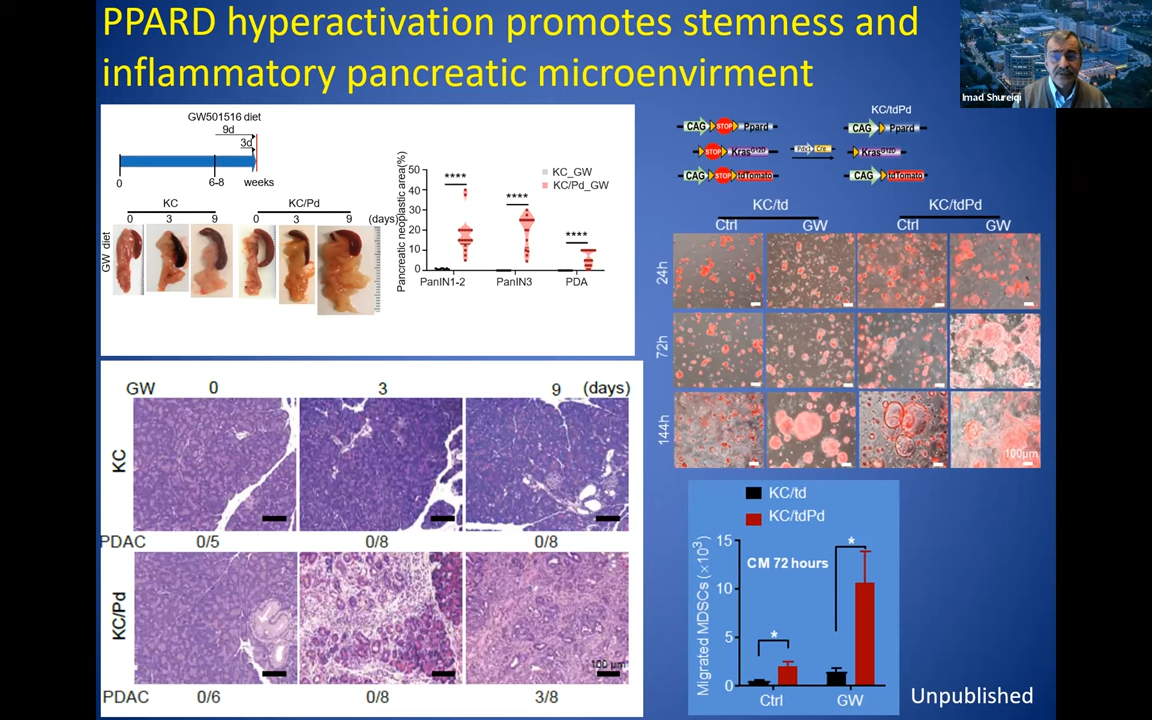 PPARD hyperactivation promotes stemness and
inflammatory pancreatic microenvirment
Imad Shureiqi
GW501516 diet
9d
3d
0
6-8
weeks
KC
KC/Pd
0 3 9 0 3 9 (days)
GW diet
Pancreatic neoplastic area(%)
50
40
30
20
10
0
****
****
****
KC_GW
KC/Pd_GW
PanIN1-2 PanIN3 PDA
KC/tdPd
CAG STOP Ppard
CAG Ppard
STOP KrasG12D
Pdx1 Cre
KrasG12D
CAG STOP tdTomato
CAG tdTomato
KC/td KC/tdPd
Ctrl GW Ctrl GW
24h
72h
144h
100μm
GW 0 3 9 (days)
KC
PDAC 0/5 0/8 0/8
KC/Pd
100 μm
PDAC 0/6 0/8 3/8
KC/td
KC/tdPd
Migrated MDSCs (×10³)
15
10
5
0
CM 72 hours
*
*
Ctrl GW
Unpublished